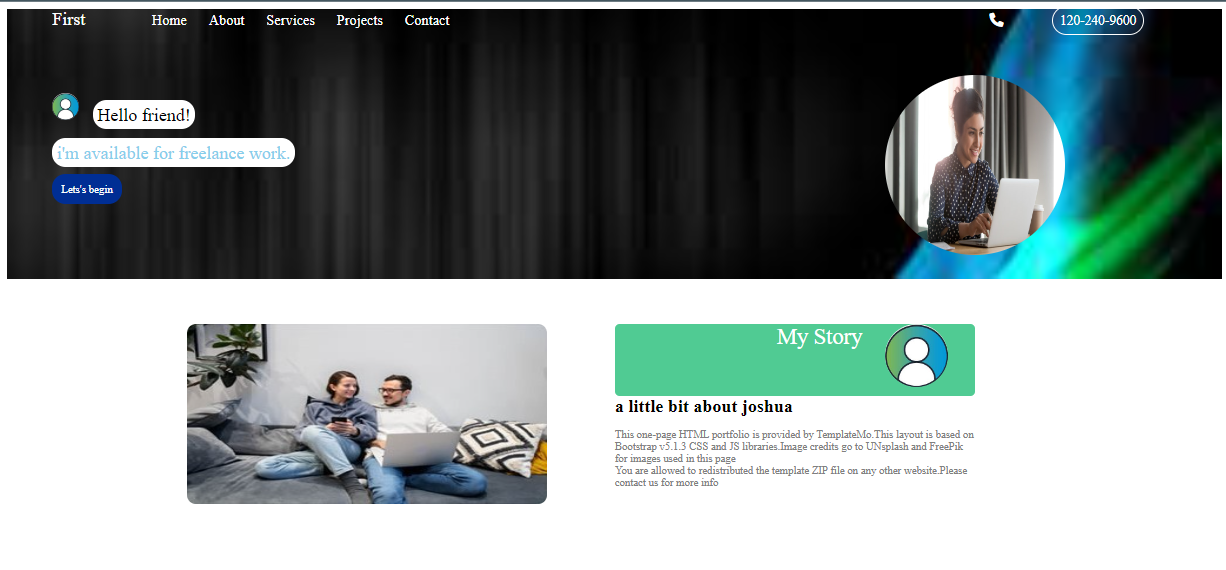 First
Home About Services Projects Contact
120-240-9600
Hello friend!
i'm available for freelance work.
Lets's begin
My Story
a little bit about joshua
This one-page HTML portfolio is provided by TemplateMo.This layout is based on
Bootstrap v5.1.3 CSS and JS libraries.Image credits go to UNsplash and FreePik
for images used in this page
You are allowed to redistributed the template ZIP file on any other website.Please
contact us for more info